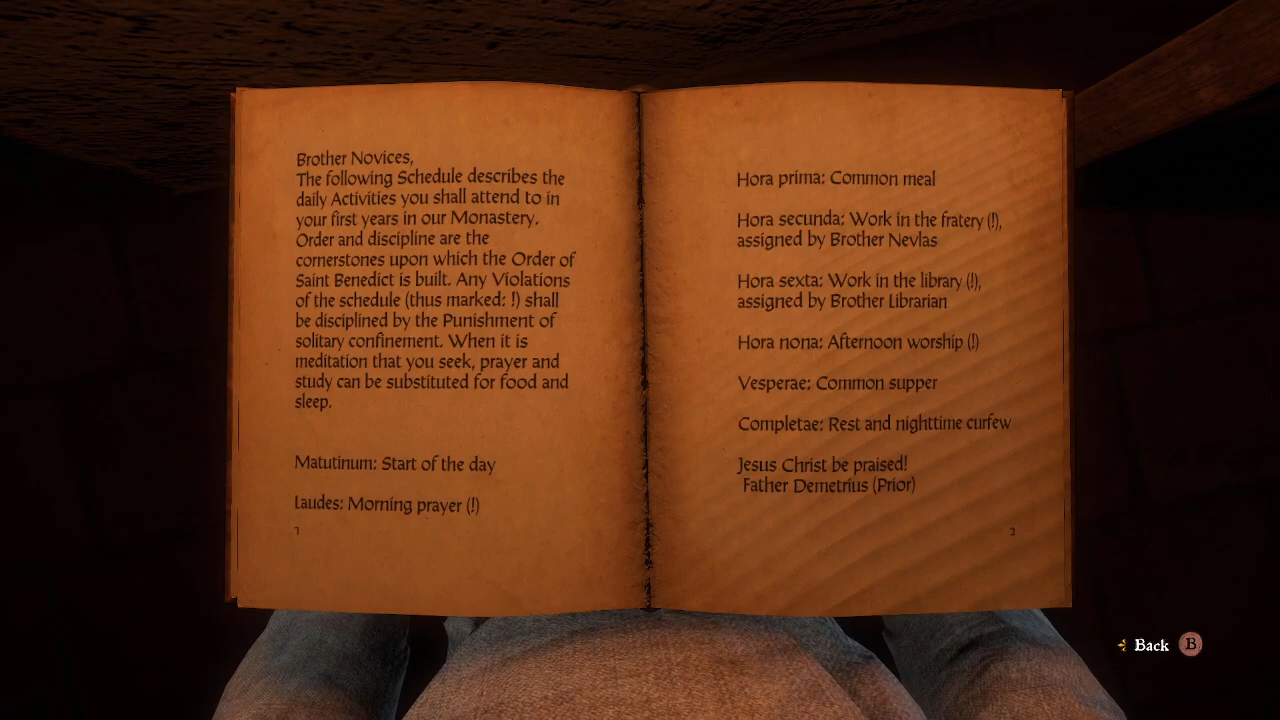 Brother Novices,
The following Schedule describes the
daily Activities you shall attend to in
your first years in our Monastery.
Order and discipline are the
cornerstones upon which the Order of
Saint Benedict is built. Any Violations
of the schedule (thus marked: !) shall
be disciplined by the Punishment of
solitary confinement. When it is
meditation that you seek, prayer and
study can be substituted for food and
sleep.
Matutinum: Start of the day
Laudes: Morning prayer (!)
1
Hora prima: Common meal
Hora secunda: Work in the fratery (!),
assigned by Brother Nevlas
Hora sexta: Work in the library (!),
assigned by Brother Librarian
Hora nona: Afternoon worship (!)
Vesperae: Common supper
Completae: Rest and nighttime curfew
Jesus Christ be praised!
Father Demetrius (Prior)
2
Back B